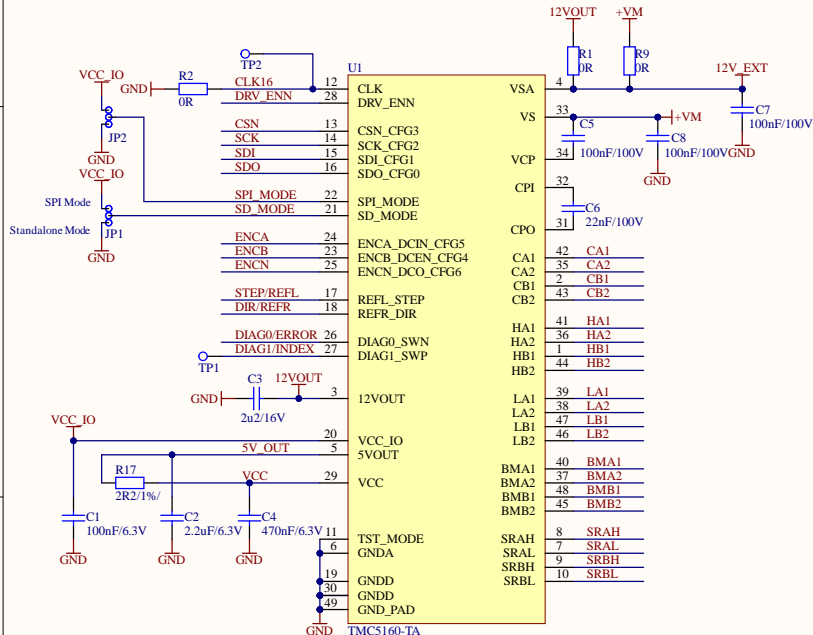 12VOUT +VM
R1 R9
0R 0R
12V_EXT
U1
TP2
VCC_IO
R2
GND
0R
CLK16 12 CLK VSA 4
DRV_ENN 28 DRV_ENN
C7
100nF/100V
GND
JP2
GND
CSN 13 CSN_CFG3 VS 33 +VM
SCK 14 SCK_CFG2
SDI 15 SDI_CFG1
SDO 16 SDO_CFG0
C5 C8
100nF/100V 100nF/100V
VCP 34
GND
VCC_IO
SPI Mode
Standalone Mode
JP1
GND
SPI_MODE 22 SPI_MODE CPI 32
SD_MODE 21 SD_MODE
C6
22nF/100V
CPO 31
ENCA 24 ENCA_DCIN_CFG5
ENCB 23 ENCB_DCEN_CFG4
ENCN 25 ENCN_DCO_CFG6
CA1 42 CA1
CA2 35 CA2
CB1 2 CB1
CB2 43 CB2
STEP/REFL 17 REFL_STEP
DIR/REFR 18 REFR_DIR
HA1 41 HA1
HA2 36 HA2
HB1 1 HB1
HB2 44 HB2
DIAG0/ERROR 26 DIAG0_SWN
DIAG1/INDEX 27 DIAG1_SWP
TP1
C3
12VOUT
GND
2u2/16V
3 12VOUT
LA1 39 LA1
LA2 38 LA2
LB1 47 LB1
LB2 46 LB2
VCC_IO
20 VCC_IO
5V_OUT 5 5VOUT
R17
2R2/1%/
VCC 29 VCC
BMA1 40 BMA1
BMA2 37 BMA2
BMB1 48 BMB1
BMB2 45 BMB2
C1 C2 C4
100nF/6.3V 2.2uF/6.3V 470nF/6.3V
GND GND GND
11 TST_MODE
6 GNDA
19 GNDD
30 GNDD
49 GND_PAD
SRAH 8 SRAH
SRAL 7 SRAL
SRBH 9 SRBH
SRBL 10 SRBL
GND
TMC5160-TA